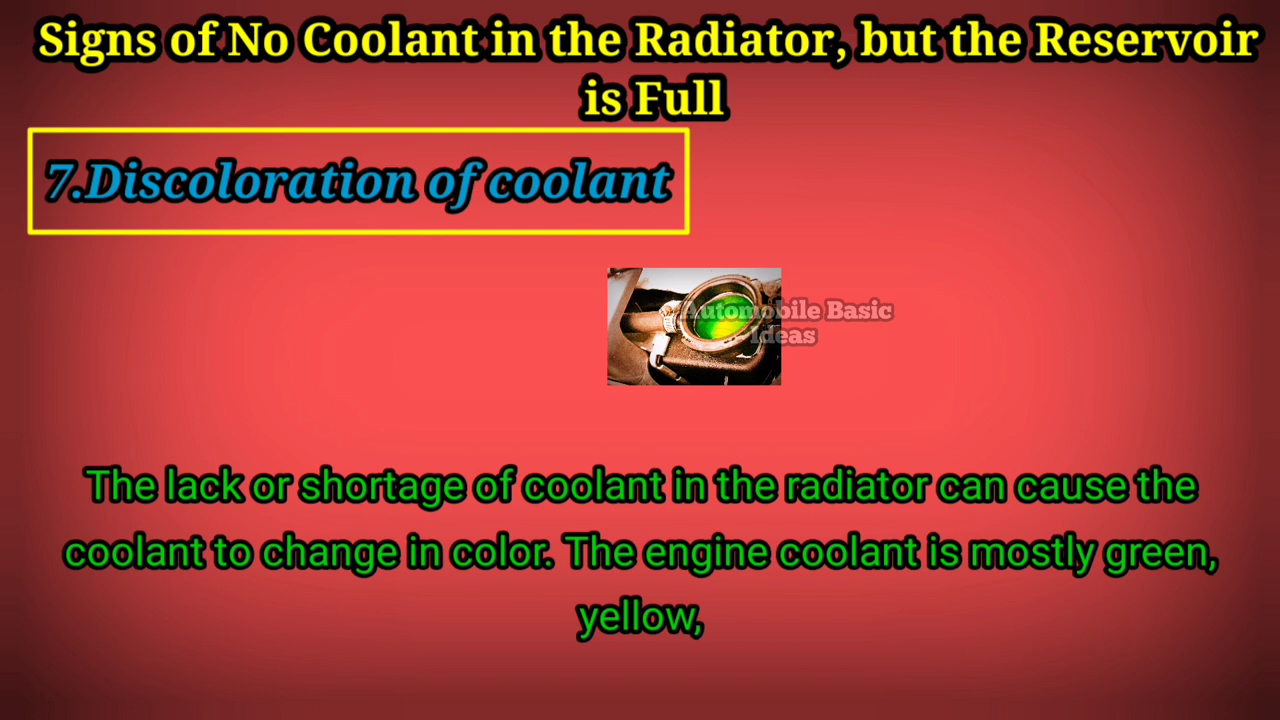 Signs of No Coolant in the Radiator, but the Reservoir
is Full
7.Discoloration of coolant
Automobile Basic
Ideas
The lack or shortage of coolant in the radiator can cause the
coolant to change in color. The engine coolant is mostly green,
yellow,